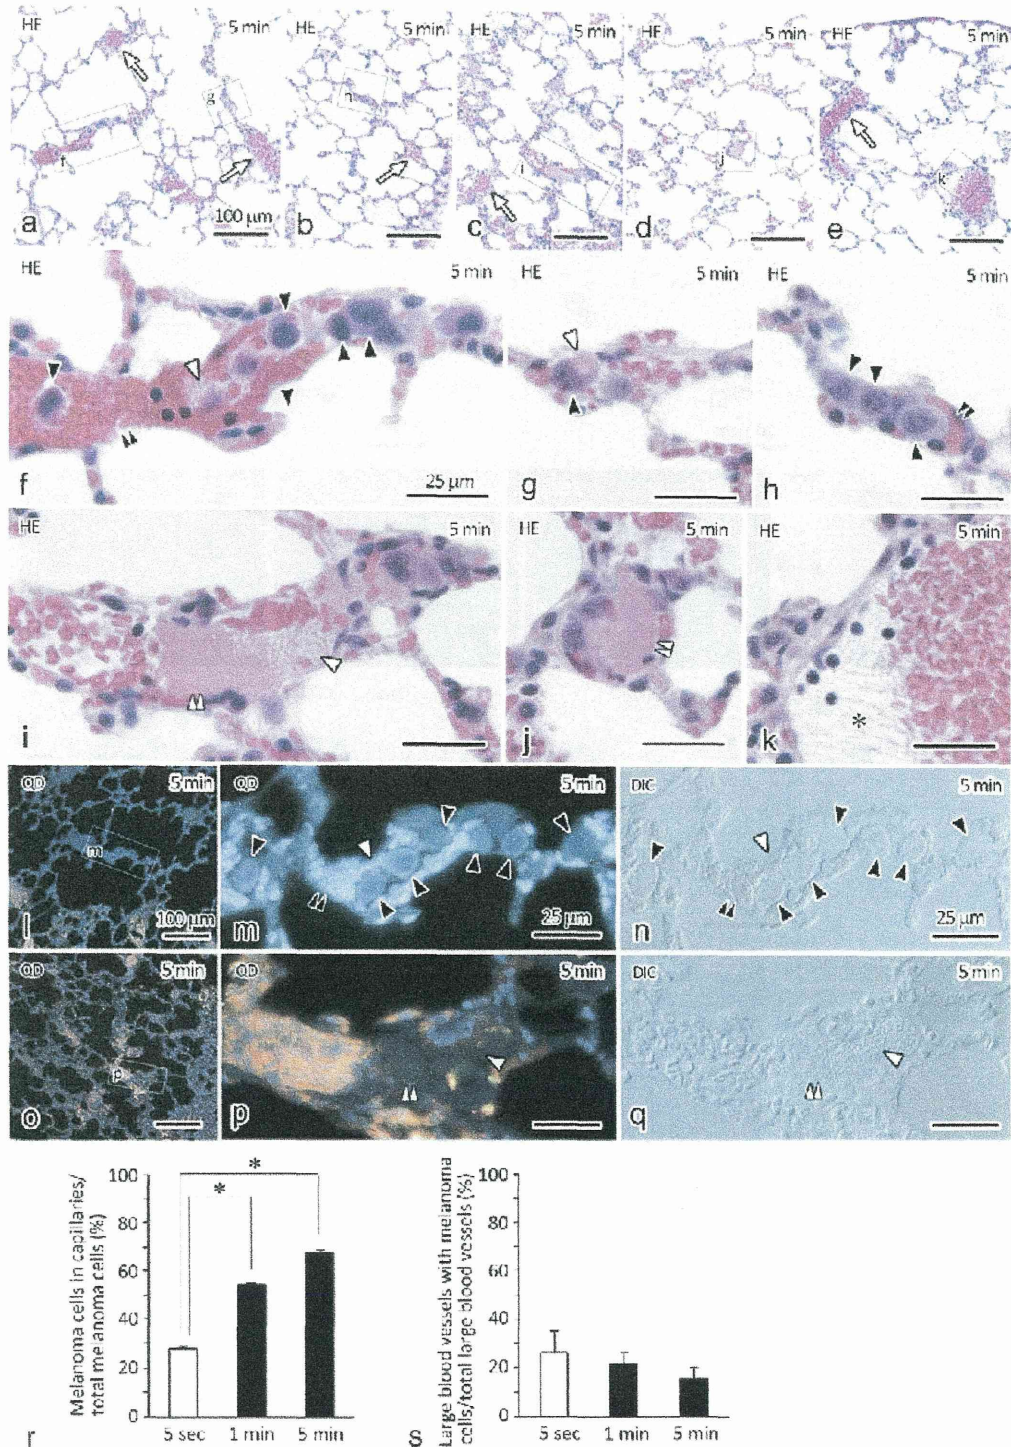 HE 5 min HE 5 min HE 5 min HE 5 min HE 5 min
g h
f i j k
a 100 μm b c d e
HE 5 min HE 5 min HE 5 min
f 25 μm g h
HE 5 min HE 5 min HE 5 min
i j k *
QD 5 min QD 5 min DIC 5 min
m
l 100 μm m 25 μm n 25 μm
QD 5 min QD 5 min DIC 5 min
p
o p q
Melanoma cells in capillaries/
total melanoma cells (%)
100
80
60
40
20
0
*
*
5 sec 1 min 5 min
r
Large blood vessels with melanoma
cells/total large blood vessels (%)
100
80
60
40
20
0
5 sec 1 min 5 min
s